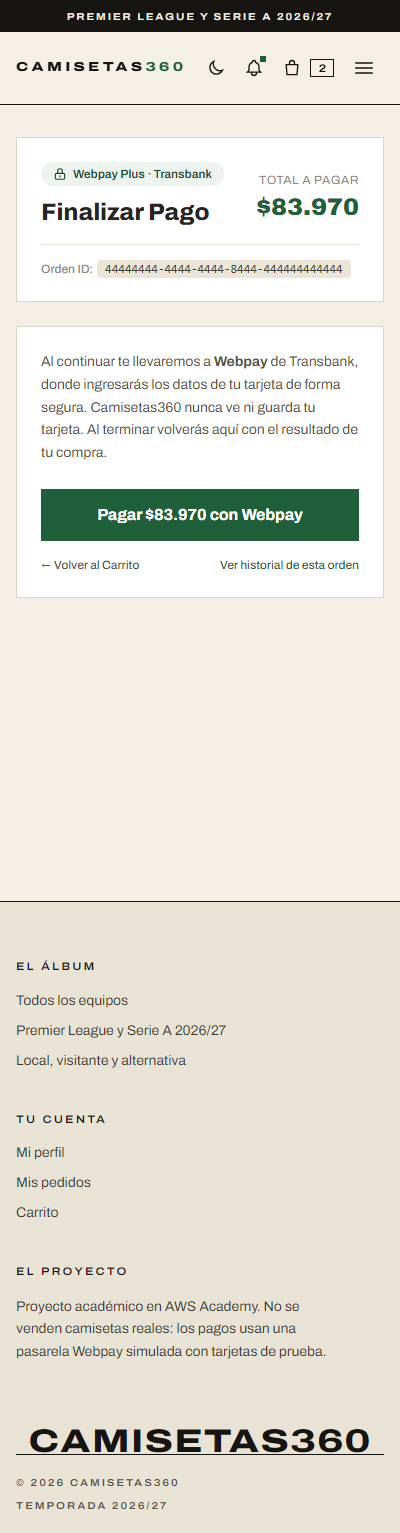 PREMIER LEAGUE Y SERIE A 2026/27
CAMISETAS360
2
Webpay Plus · Transbank
Finalizar Pago
TOTAL A PAGAR
$83.970
Orden ID: 44444444-4444-4444-8444-444444444444
Al continuar te llevaremos a Webpay de Transbank,
donde ingresarás los datos de tu tarjeta de forma
segura. Camisetas360 nunca ve ni guarda tu
tarjeta. Al terminar volverás aquí con el resultado de
tu compra.
Pagar $83.970 con Webpay
← Volver al Carrito
Ver historial de esta orden
EL ÁLBUM
Todos los equipos
Premier League y Serie A 2026/27
Local, visitante y alternativa
TU CUENTA
Mi perfil
Mis pedidos
Carrito
EL PROYECTO
Proyecto académico en AWS Academy. No se
venden camisetas reales: los pagos usan una
pasarela Webpay simulada con tarjetas de prueba.
CAMISETAS360
© 2026 CAMISETAS360
TEMPORADA 2026/27